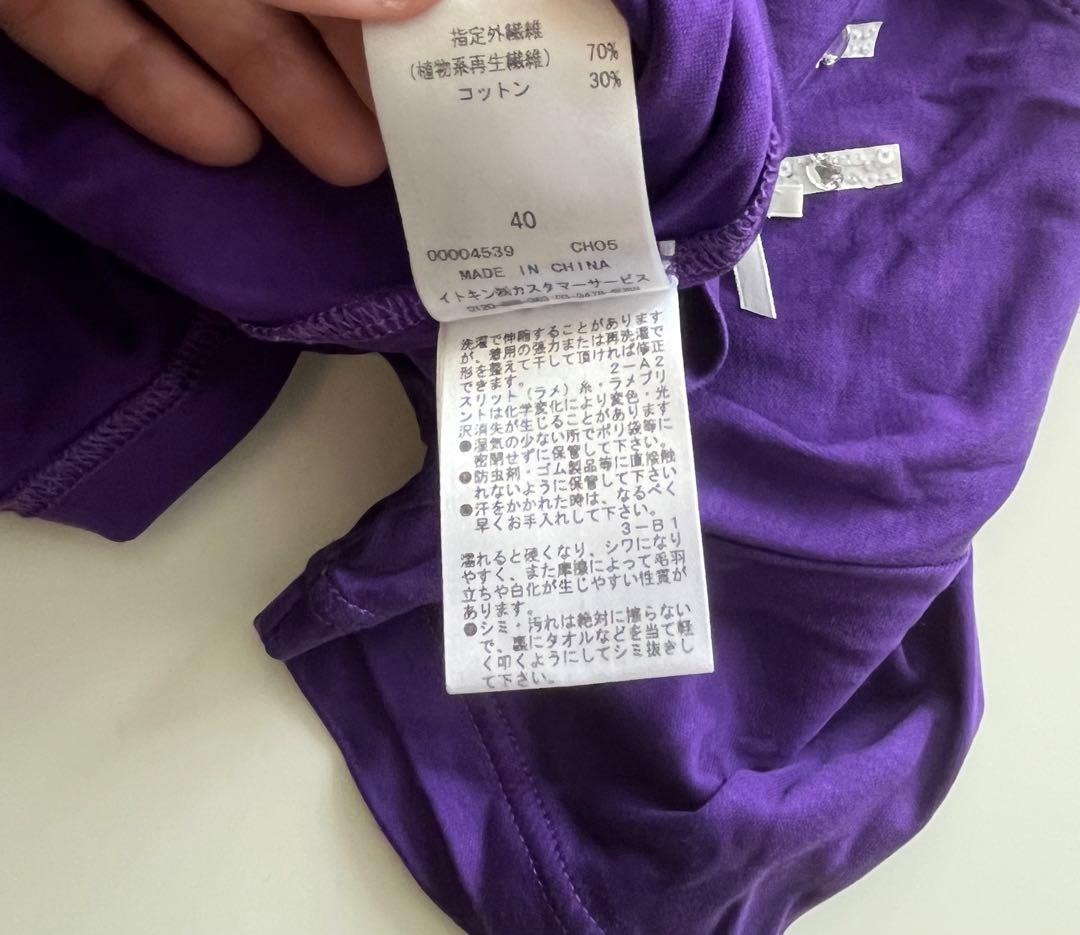 指定外繊維
(植物系再生繊維) 70%
コットン 30%
40
00004539 CH05
MADE IN CHINA
イトキン㈱カスタマーサービス
洗濯で伸縮することがあります
が、着用の強力または再洗濯で
形を整えて干して頂ければ修正
できます。 2-A2
スリット(ラメ)糸・ラメプリ
ントは化学変化により変色・光
沢消失が生じることがあります
●湿気の少ない所でポリ袋等に
密閉せずに保管して下さい。
●防虫剤・ゴム製品等に直接触
れないように保管して下さい
●汗をかかれた時は、なるべく
早くお手入れして下さい。
3-B1
濡れると硬くなり、シワになり
やすく、また摩擦によって毛羽
立ちや白化が生じやすい性質が
あります。
●シミ・汚れは絶対に擦らない
で、裏にタオルなどを当て軽
く叩くようにしてシミ抜きし
て下さい。